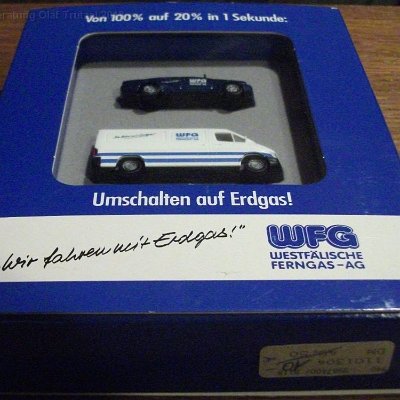 Von 100% auf 20% in 1 Sekunde:
WFG
Umschalten auf Erdgas!
"Wir fahren mit Erdgas!"
WFG
WESTFÄLISCHE
FERNGAS-AG